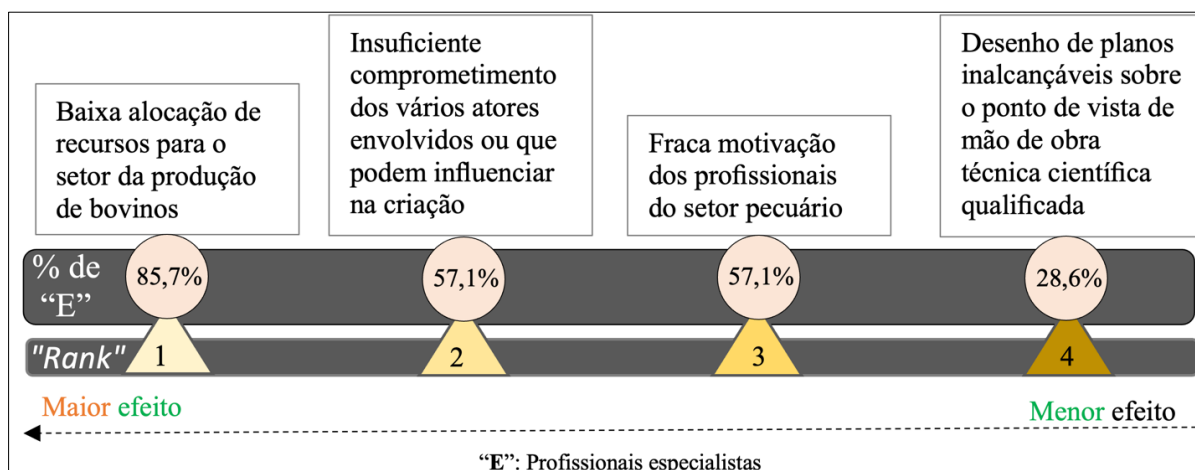 Baixa alocação de
recursos para o
setor da produção
de bovinos
Insuficiente
comprometimento
dos vários atores
envolvidos ou que
podem influenciar
na criação
Fraca motivação
dos profissionais
do setor pecuário
Desenho de planos
inalcançáveis sobre
o ponto de vista de
mão de obra
técnica científica
qualificada
% de
“E”
85,7%
57,1%
57,1%
28,6%
"Rank"
1
2
3
4
Maior efeito
Menor efeito
“E”: Profissionais especialistas